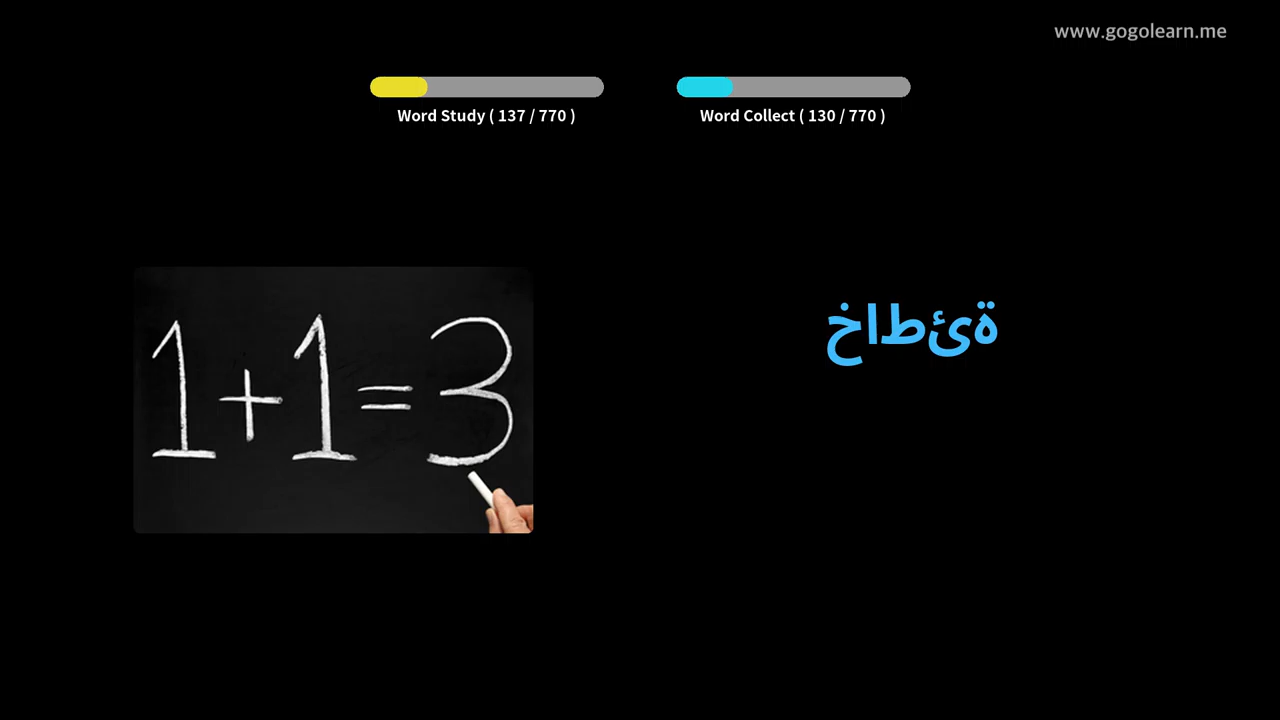 www.gogolearn.me
Word Study ( 137 / 770 )
Word Collect ( 130 / 770 )
1+1=3
خاطئة